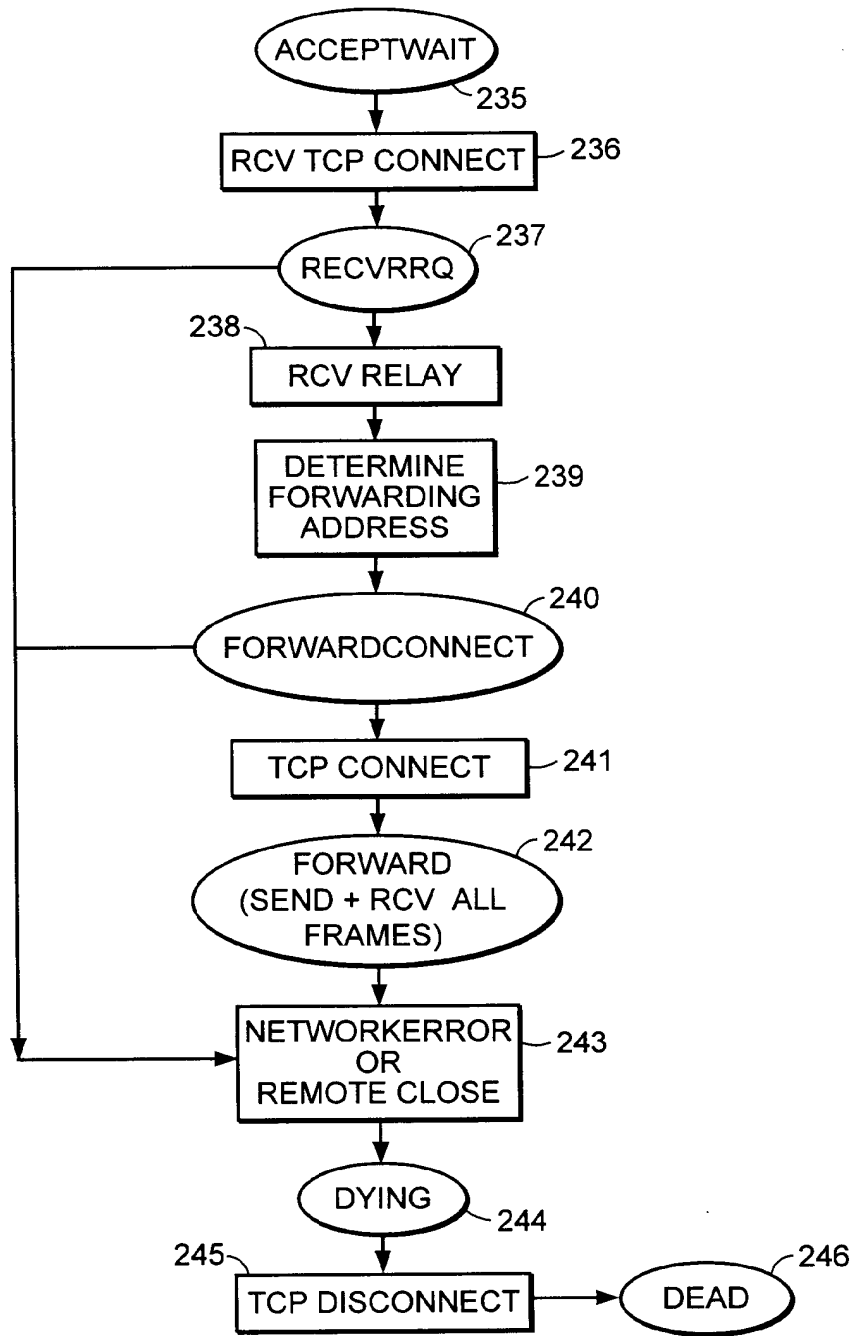 ACCEPTWAIT
235
RCV TCP CONNECT
236
237
RECVRRQ
238
RCV RELAY
DETERMINE
FORWARDING
ADDRESS
239
240
FORWARDCONNECT
TCP CONNECT
241
242
FORWARD
(SEND + RCV ALL
FRAMES)
NETWORKERROR
OR
REMOTE CLOSE
243
DYING
244
245
TCP DISCONNECT
246
DEAD